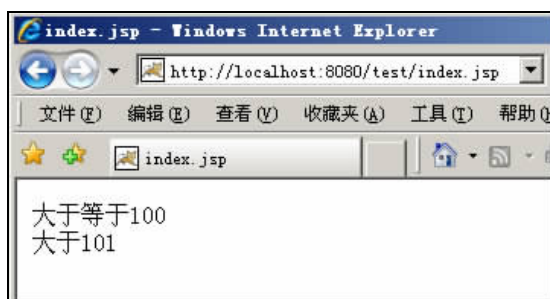 index.jsp - Windows Internet Explorer
http://localhost:8080/test/index.jsp
文件(F) 编辑(E) 查看(V) 收藏夹(A) 工具(T) 帮助(
index.jsp
大于等于100
大于101